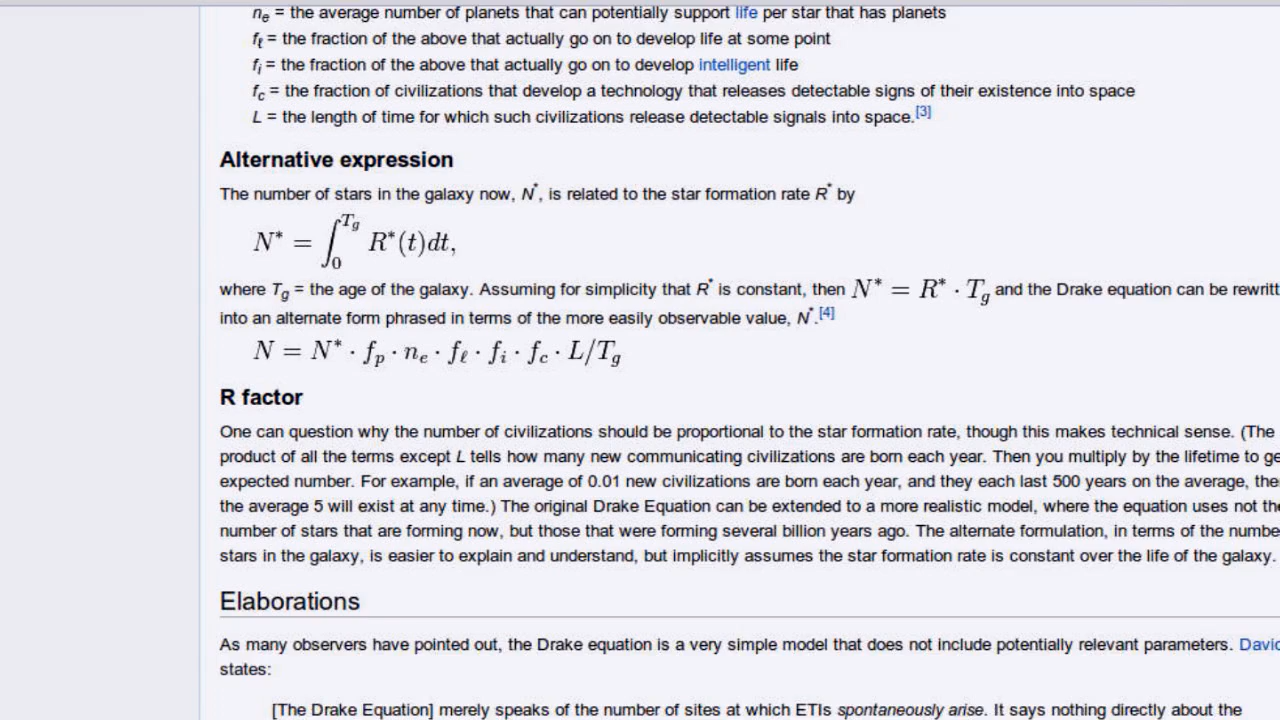 ne = the average number of planets that can potentially support life per star that has planets
fℓ = the fraction of the above that actually go on to develop life at some point
fi = the fraction of the above that actually go on to develop intelligent life
fc = the fraction of civilizations that develop a technology that releases detectable signs of their existence into space
L = the length of time for which such civilizations release detectable signals into space.[3]
Alternative expression
The number of stars in the galaxy now, N*, is related to the star formation rate R* by
N* = ∫₀^Tg R*(t)dt,
where Tg = the age of the galaxy. Assuming for simplicity that R* is constant, then N* = R* · Tg and the Drake equation can be rewritt
into an alternate form phrased in terms of the more easily observable value, N*.[4]
N = N* · fp · ne · fℓ · fi · fc · L/Tg
R factor
One can question why the number of civilizations should be proportional to the star formation rate, though this makes technical sense. (The
product of all the terms except L tells how many new communicating civilizations are born each year. Then you multiply by the lifetime to ge
expected number. For example, if an average of 0.01 new civilizations are born each year, and they each last 500 years on the average, the
the average 5 will exist at any time.) The original Drake Equation can be extended to a more realistic model, where the equation uses not the
number of stars that are forming now, but those that were forming several billion years ago. The alternate formulation, in terms of the numbe
stars in the galaxy, is easier to explain and understand, but implicitly assumes the star formation rate is constant over the life of the galaxy.
Elaborations
As many observers have pointed out, the Drake equation is a very simple model that does not include potentially relevant parameters. David
states:
[The Drake Equation] merely speaks of the number of sites at which ETIs spontaneously arise. It says nothing directly about the